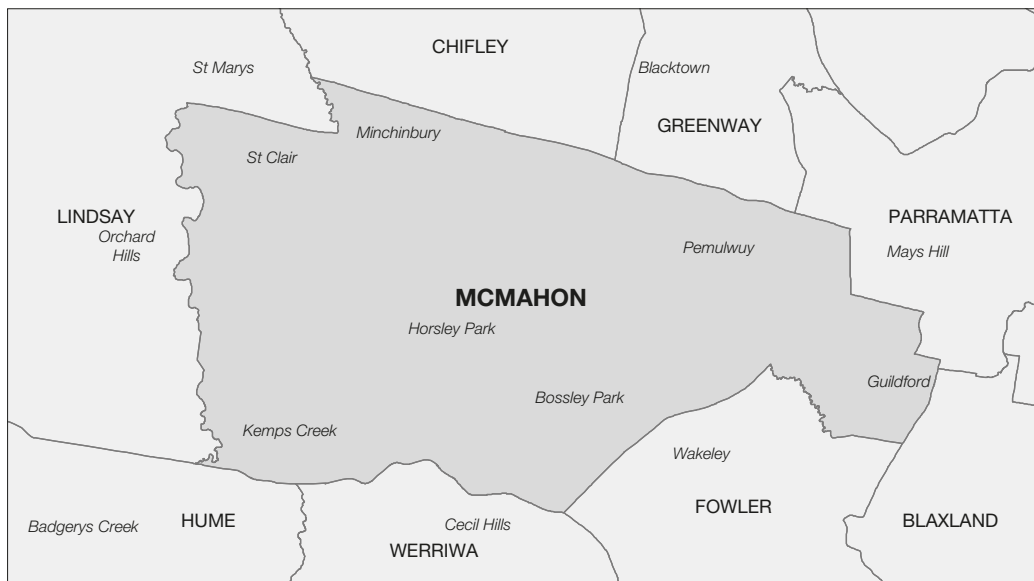 CHIFLEY
St Marys
Blacktown
GREENWAY
Minchinbury
St Clair
LINDSAY
Orchard
Hills
PARRAMATTA
Mays Hill
Pemulwuy
MCMAHON
Horsley Park
Guildford
Bossley Park
Kemps Creek
Wakeley
FOWLER
HUME
Badgerys Creek
Cecil Hills
BLAXLAND
WERRIWA